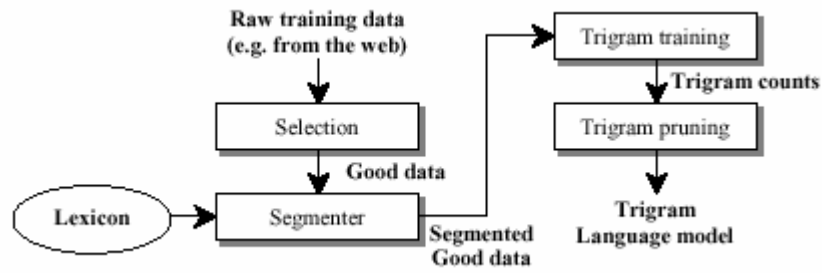 Raw training data
(e.g. from the web)
Selection
Good data
Lexicon
Segmenter
Segmented
Good data
Trigram training
Trigram counts
Trigram pruning
Trigram
Language model